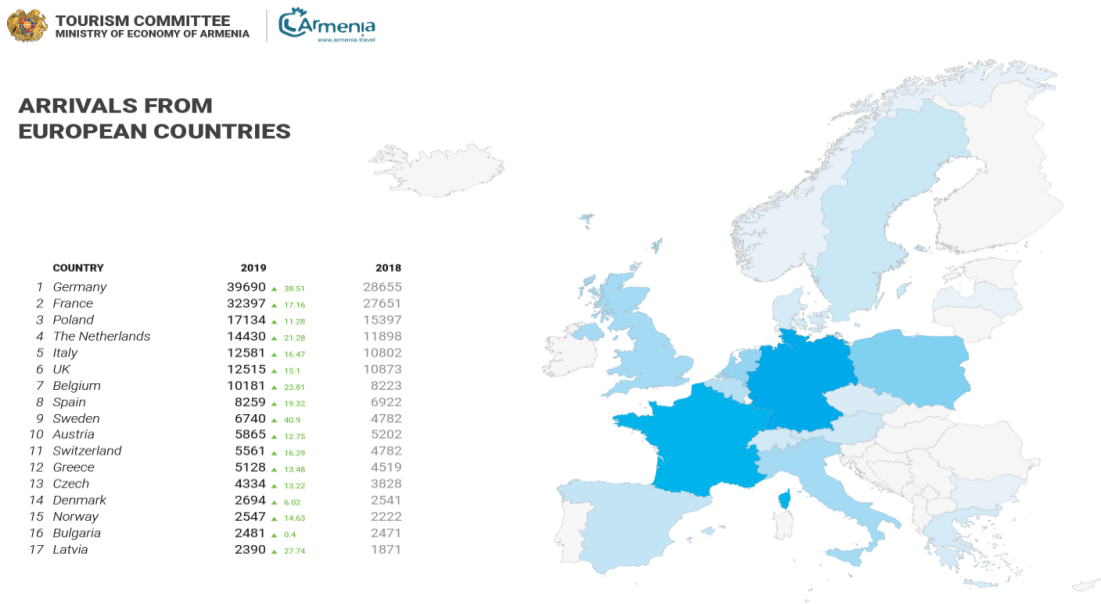 TOURISM COMMITTEE
MINISTRY OF ECONOMY OF ARMENIA
Armenia
www.armenia.travel
ARRIVALS FROM
EUROPEAN COUNTRIES
COUNTRY 2019 2018
1 Germany 39690 ▲ 38.51 28655
2 France 32397 ▲ 17.16 27651
3 Poland 17134 ▲ 11.28 15397
4 The Netherlands 14430 ▲ 21.28 11898
5 Italy 12581 ▲ 16.47 10802
6 UK 12515 ▲ 15.1 10873
7 Belgium 10181 ▲ 23.81 8223
8 Spain 8259 ▲ 19.32 6922
9 Sweden 6740 ▲ 40.9 4782
10 Austria 5865 ▲ 12.75 5202
11 Switzerland 5561 ▲ 16.29 4782
12 Greece 5128 ▲ 13.48 4519
13 Czech 4334 ▲ 13.22 3828
14 Denmark 2694 ▲ 6.02 2541
15 Norway 2547 ▲ 14.63 2222
16 Bulgaria 2481 ▲ 0.4 2471
17 Latvia 2390 ▲ 27.74 1871